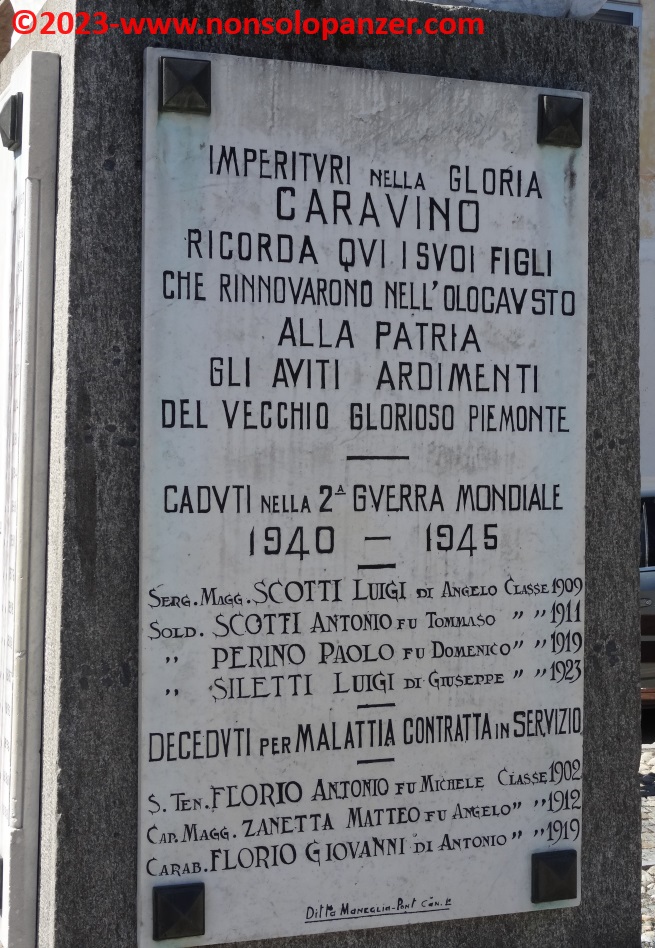 ©2023-www.nonsolopanzer.com
IMPERITVRI NELLA GLORIA
CARAVINO
RICORDA QVI I SVOI FIGLI
CHE RINNOVARONO NELL'OLOCAVSTO
ALLA PATRIA
GLI AVITI ARDIMENTI
DEL VECCHIO GLORIOSO PIEMONTE
CADVTI NELLA 2ᴬ GVERRA MONDIALE
1940 - 1945
SERG. MAGG. SCOTTI LUIGI DI ANGELO CLASSE 1909
SOLD. SCOTTI ANTONIO FU TOMMASO " " 1911
" PERINO PAOLO FU DOMENICO " " 1919
" SILETTI LUIGI DI GIUSEPPE " " 1923
DECEDVTI PER MALATTIA CONTRATTA IN SERVIZIO
S. TEN. FLORIO ANTONIO FU MICHELE CLASSE 1902
CAP. MAGG. ZANETTA MATTEO FU ANGELO " " 1912
CARAB. FLORIO GIOVANNI DI ANTONIO " " 1919
DITTA MANEGLIA-PONT CAN.E